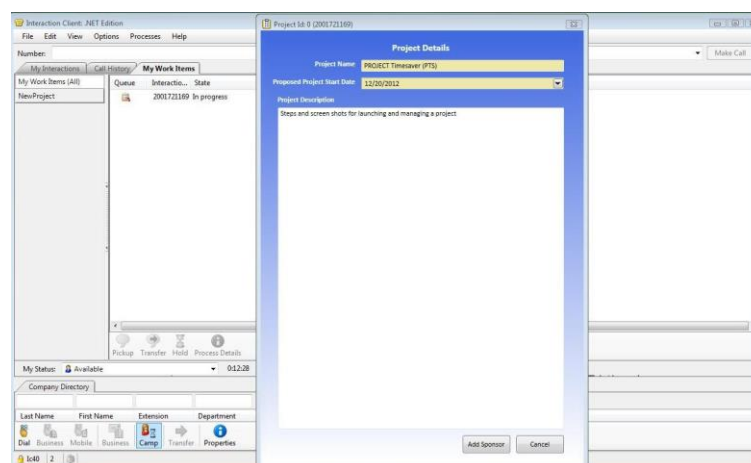 Interaction Client: .NET Edition
File Edit View Options Processes Help
Number:
Make Call
My Interactions Call History My Work Items
My Work Items (All)
NewProject
Queue Interactio... State
2001721169 In progress
Pickup Transfer Hold Process Details
My Status: Available 0:12:28
Company Directory
Last Name First Name Extension Department
Dial Business Mobile Business Camp Transfer Properties
1c40 2
Project Id: 0 (2001721169)
Project Details
Project Name PROJECT Timesaver (PTS)
Proposed Project Start Date 12/20/2012
Project Description
Steps and screen shots for launching and managing a project
Add Sponsor Cancel